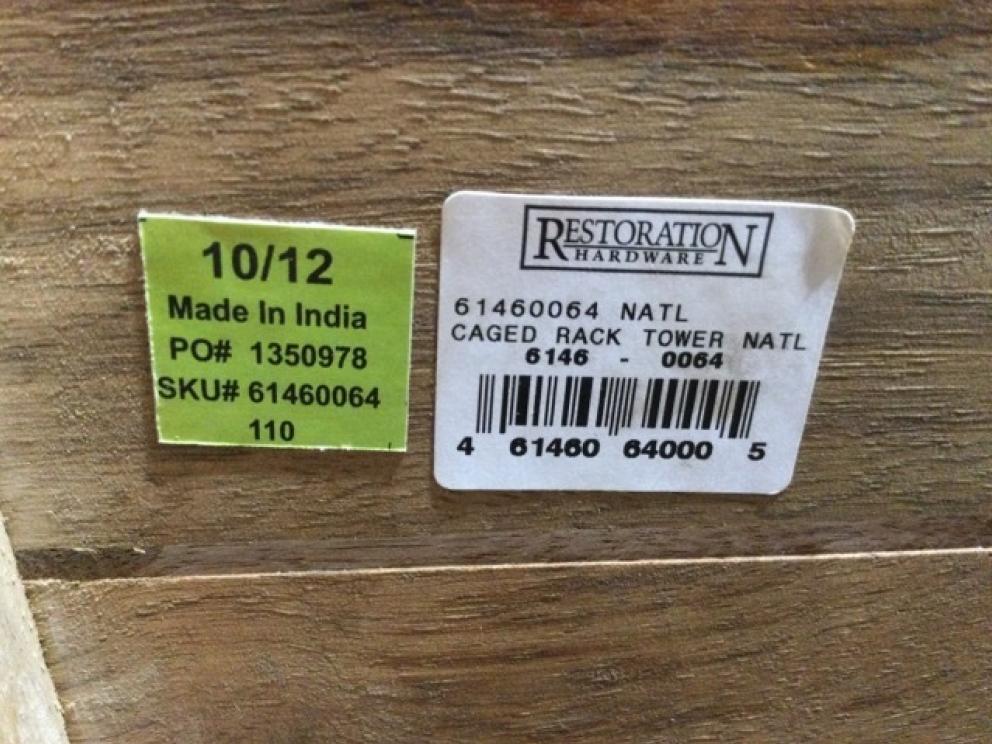 10/12
Made In India
PO# 1350978
SKU# 61460064
110
RESTORATION
HARDWARE
61460064 NATL
CAGED RACK TOWER NATL
6146 - 0064
4 61460 64000 5